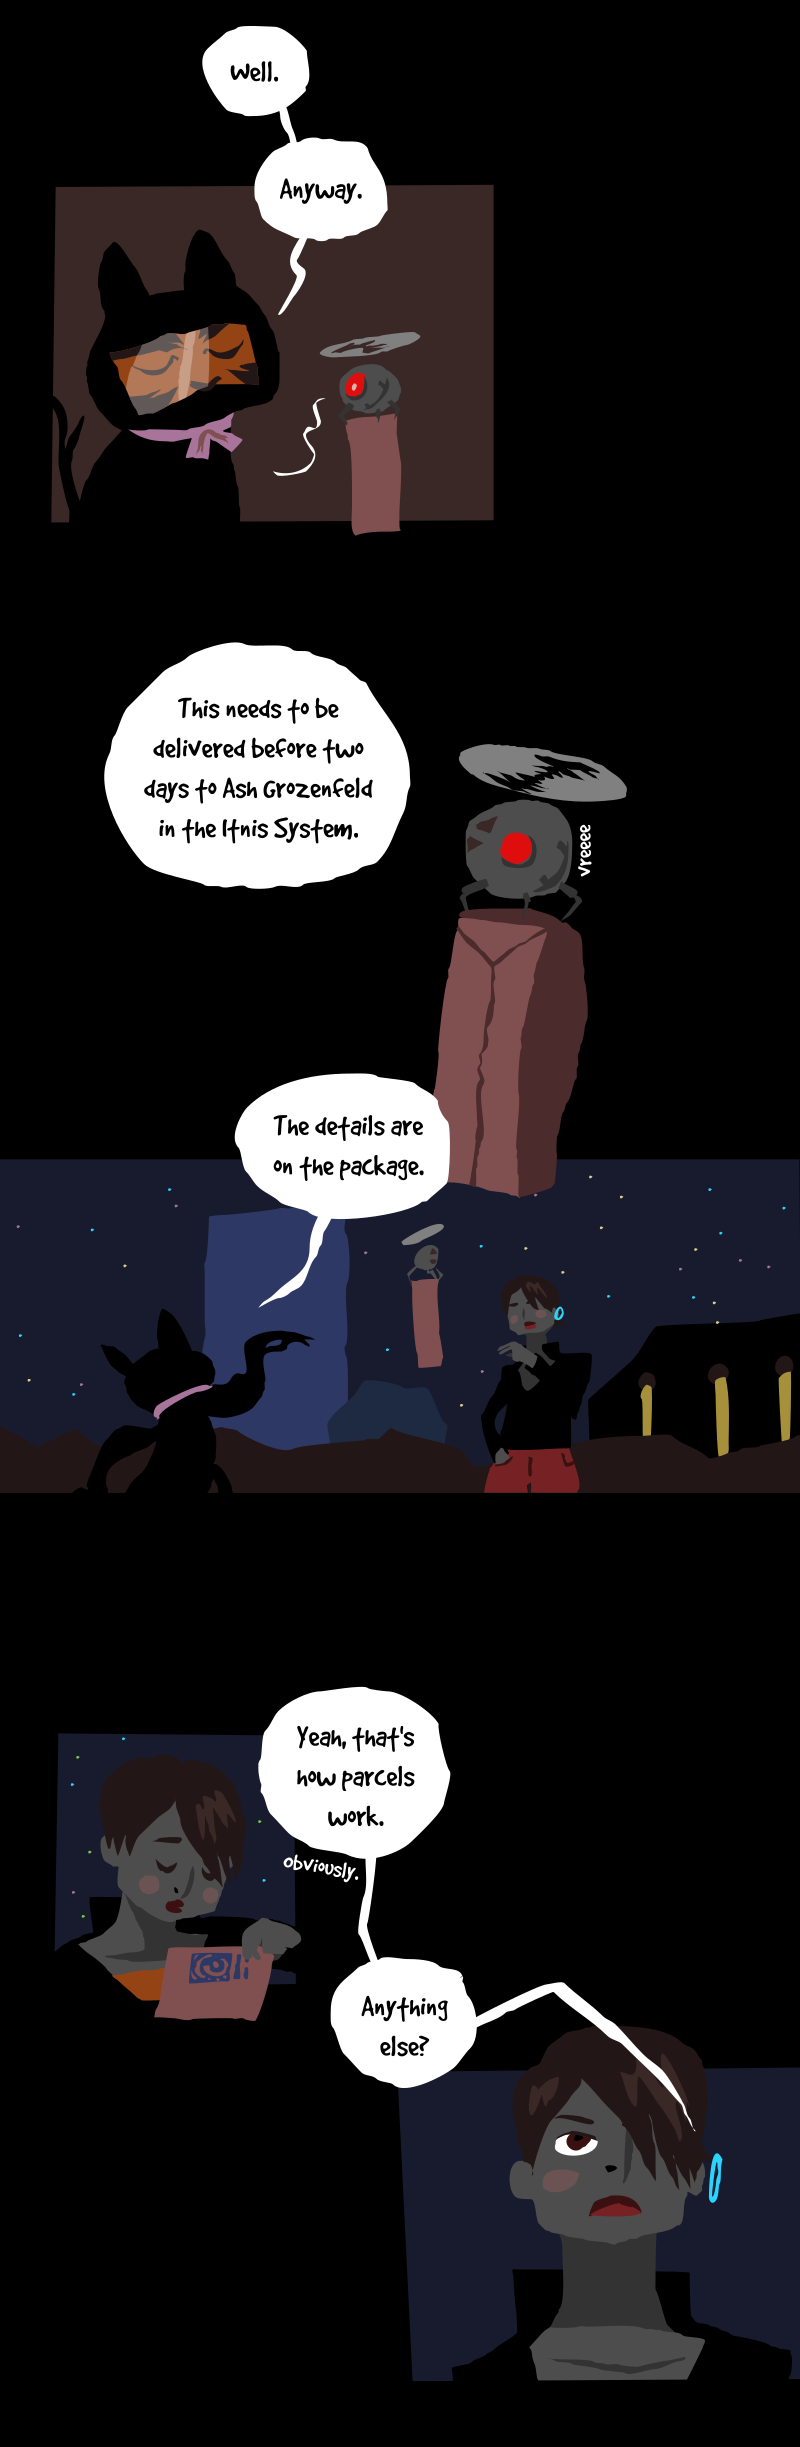 Well.
Anyway.
This needs to be
delivered before two
days to Ash Grozenfeld
in the Itnis System.
vreeee
The details are
on the package.
Yeah, that's
how parcels
work.
obviously.
Anything
else?